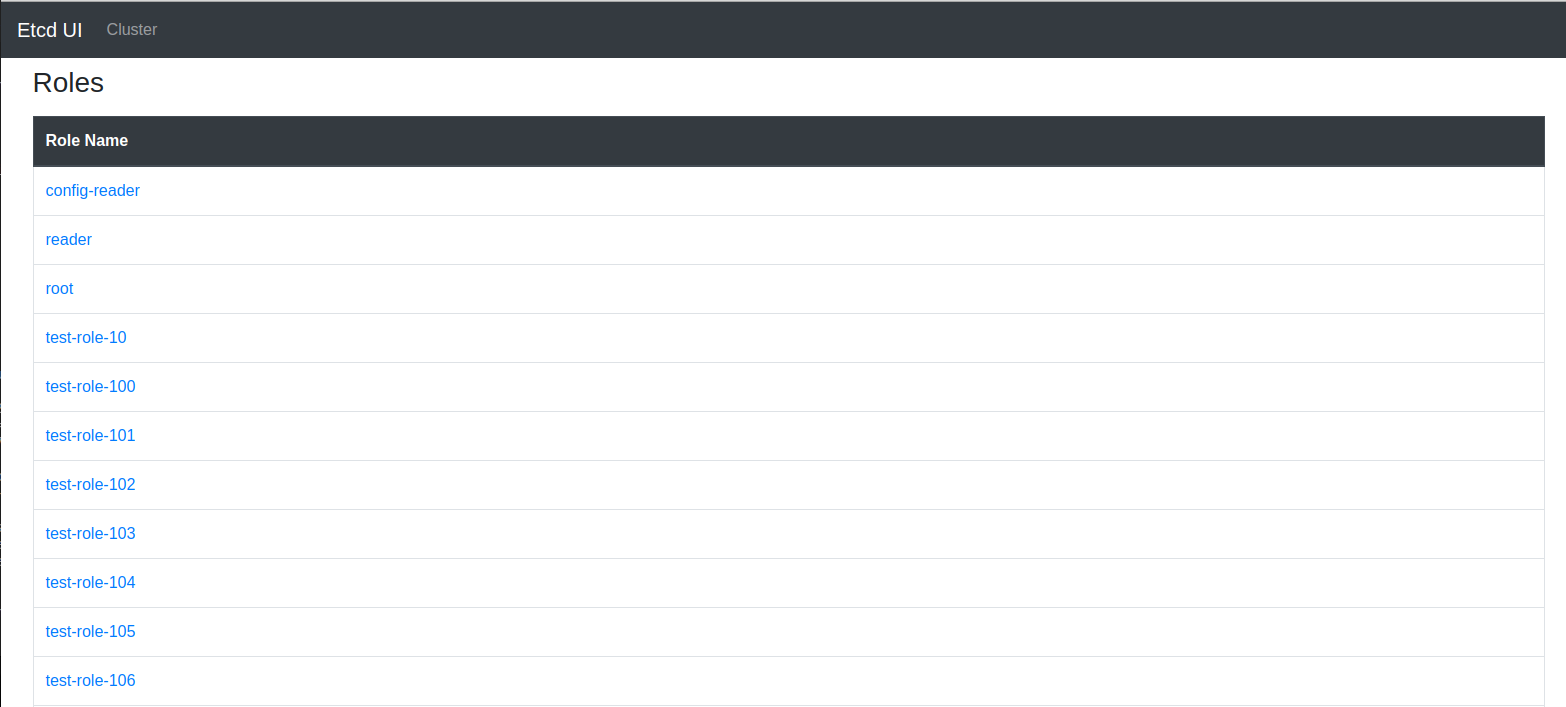 Etcd UI Cluster
Roles
Role Name
config-reader
reader
root
test-role-10
test-role-100
test-role-101
test-role-102
test-role-103
test-role-104
test-role-105
test-role-106